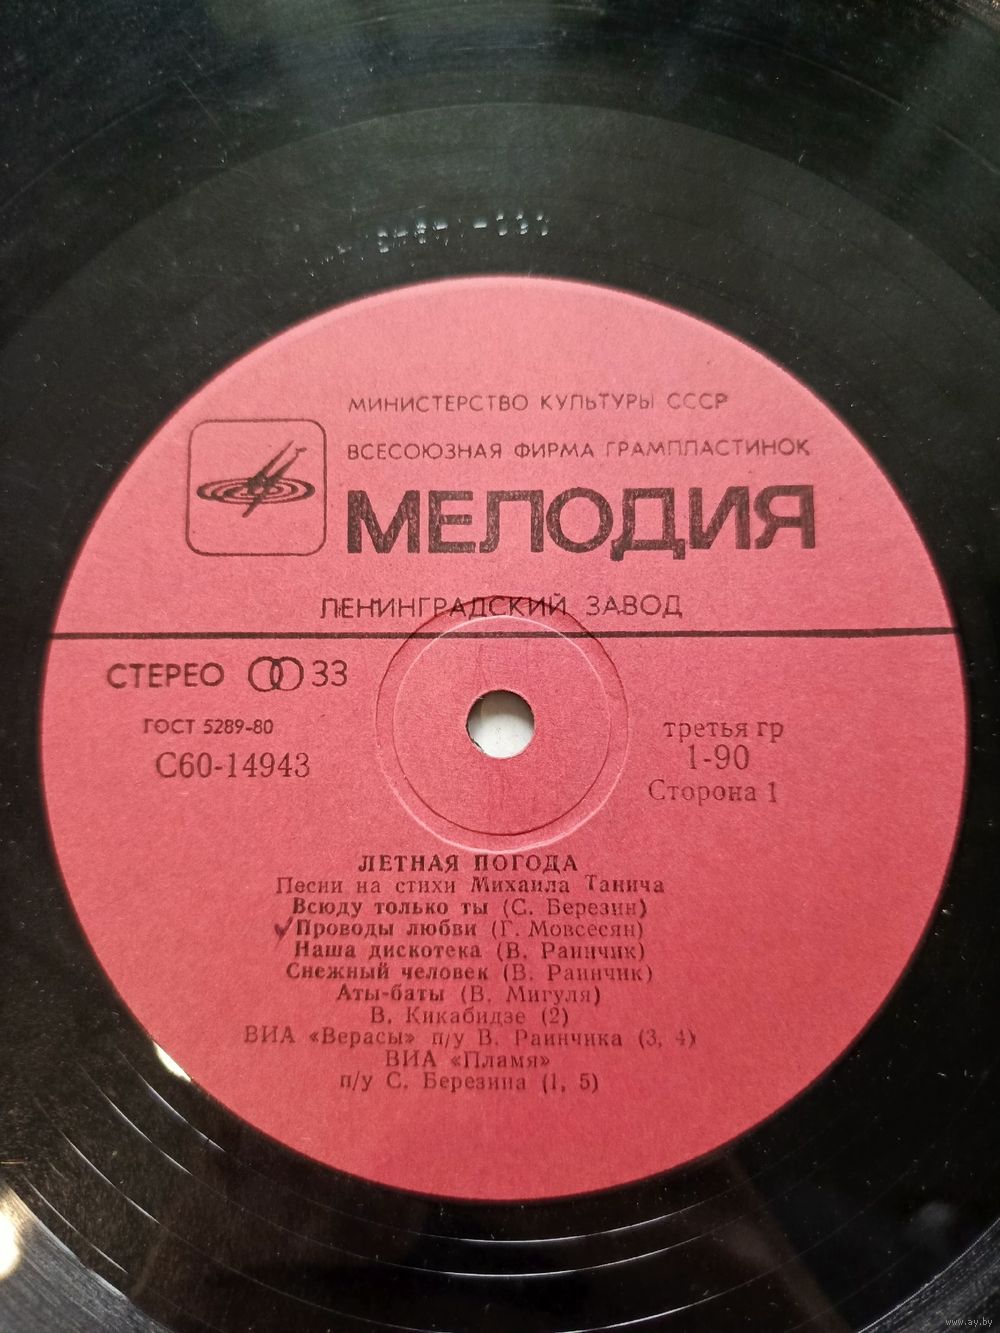 МИНИСТЕРСТВО КУЛЬТУРЫ СССР
ВСЕСОЮЗНАЯ ФИРМА ГРАМПЛАСТИНОК
МЕЛОДИЯ
ЛЕНИНГРАДСКИЙ ЗАВОД
СТЕРЕО 33
ГОСТ 5289-80
С60-14943
третья гр
1-90
Сторона 1
ЛЕТНАЯ ПОГОДА
Песни на стихи Михаила Танича
Всюду только ты (С. Березин)
Проводы любви (Г. Мовсесян)
Наша дискотека (В. Раинчик)
Снежный человек (В. Раинчик)
Аты-баты (В. Мигуля)
В. Кикабидзе (2)
ВИА «Верасы» п/у В. Раинчика (3, 4)
ВИА «Пламя»
п/у С. Березина (1, 5)
www.ay.by